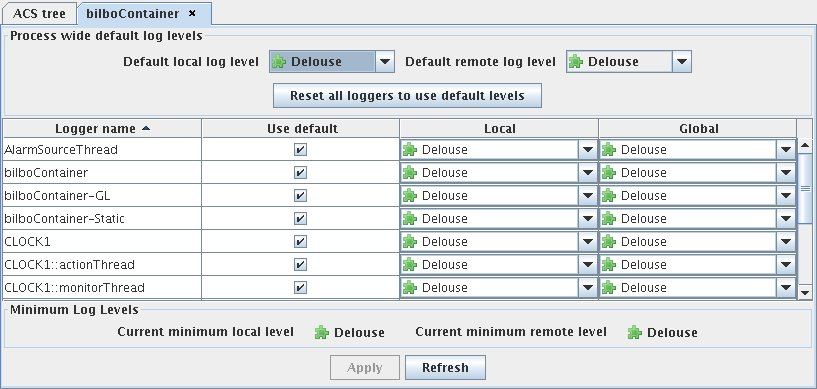 ACS tree bilboContainer ×
Process wide default log levels
Default local log level Delouse Default remote log level Delouse
Reset all loggers to use default levels
Logger name Use default Local Global
AlarmSourceThread Delouse Delouse
bilboContainer Delouse Delouse
bilboContainer-GL Delouse Delouse
bilboContainer-Static Delouse Delouse
CLOCK1 Delouse Delouse
CLOCK1::actionThread Delouse Delouse
CLOCK1::monitorThread Delouse Delouse
Minimum Log Levels
Current minimum local level Delouse Current minimum remote level Delouse
Apply Refresh